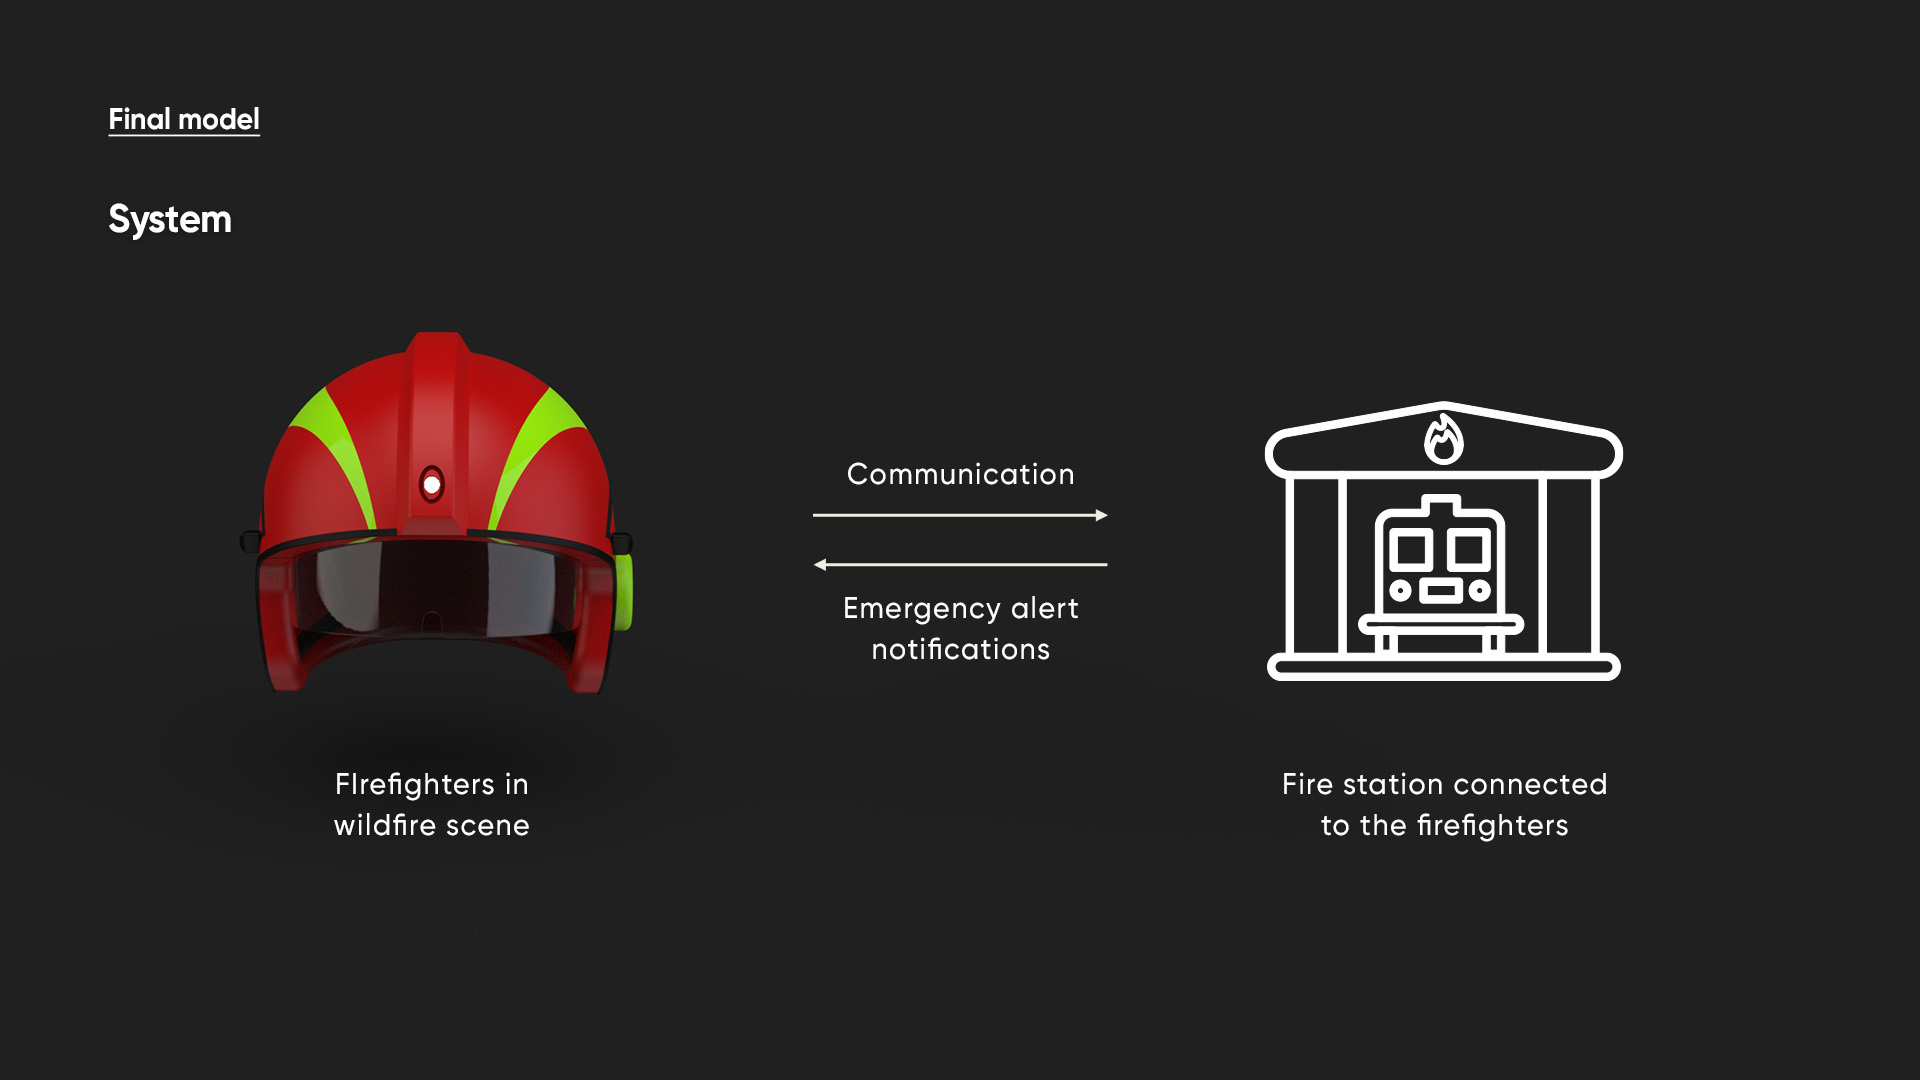 Final model
System
Communication
Emergency alert
notifications
FIrefighters in
wildfire scene
Fire station connected
to the firefighters